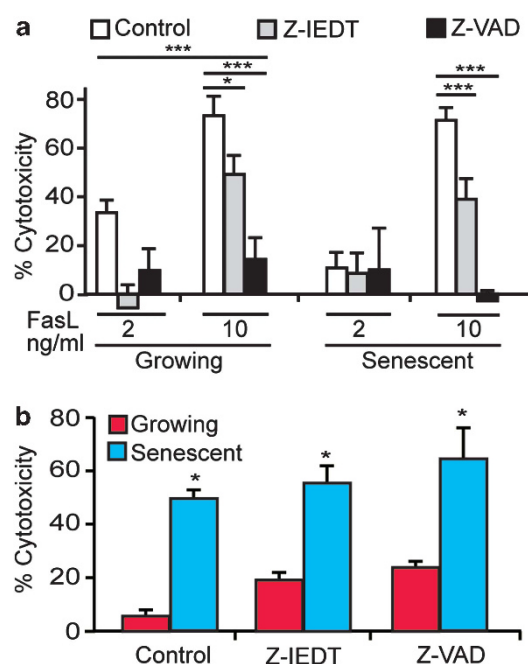 a
Control Z-IEDT Z-VAD
***
*** ***
* ***
% Cytotoxicity
80
60
40
20
0
FasL
ng/ml
2 10 2 10
Growing Senescent
b
Growing
Senescent
% Cytotoxicity
80
60
40
20
0
* * *
Control Z-IEDT Z-VAD